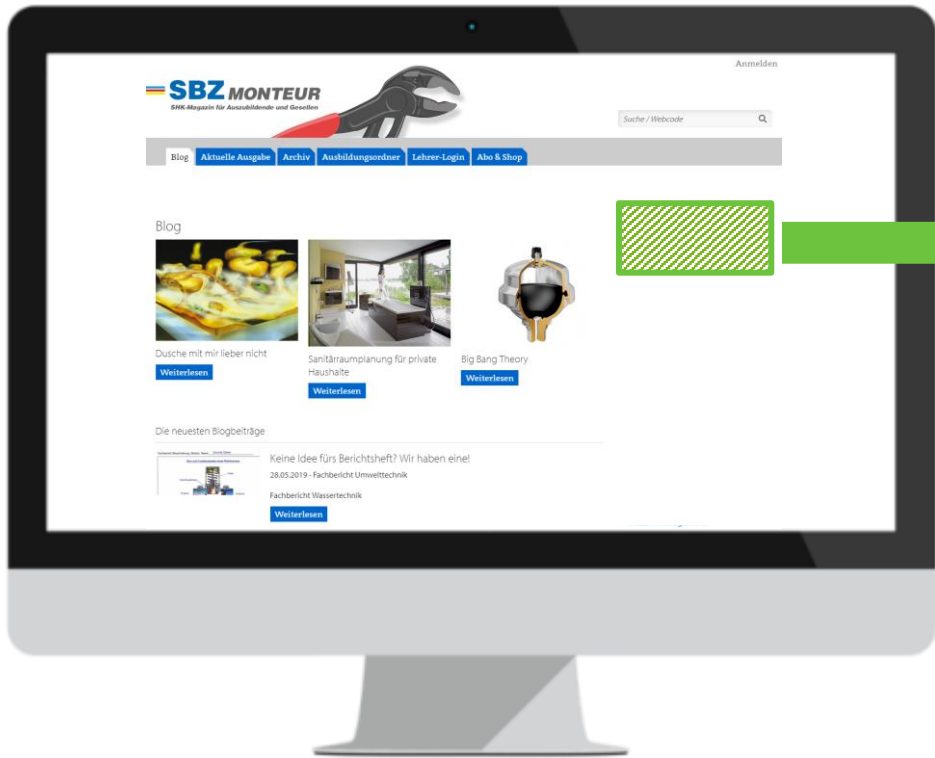 Anmelden
SBZ MONTEUR
SHK-Magazin für Auszubildende und Gesellen
Suche / Webcode
Blog Aktuelle Ausgabe Archiv Ausbildungsordner Lehrer-Login Abo & Shop
Blog
Dusche mit mir lieber nicht
Weiterlesen
Sanitärraumplanung für private
Haushalte
Weiterlesen
Big Bang Theory
Weiterlesen
Die neuesten Blogbeiträge
Keine Idee fürs Berichtsheft? Wir haben eine!
28.05.2019 - Fachbericht Umwelttechnik
Fachbericht Wassertechnik
Weiterlesen